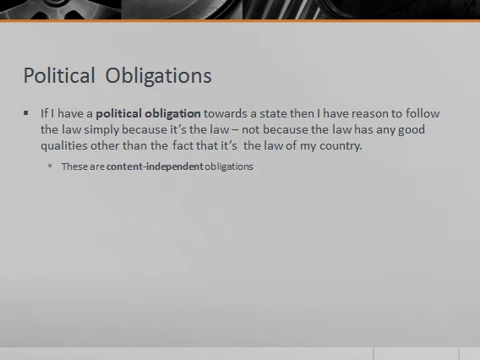 Political Obligations
If I have a political obligation towards a state then I have reason to follow
the law simply because it's the law – not because the law has any good
qualities other than the fact that it's the law of my country.
These are content-independent obligations